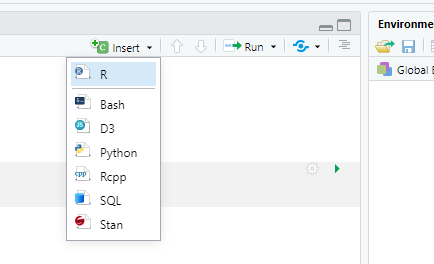 Environme
Insert
Run
Global E
R
Bash
D3
Python
Rcpp
SQL
Stan